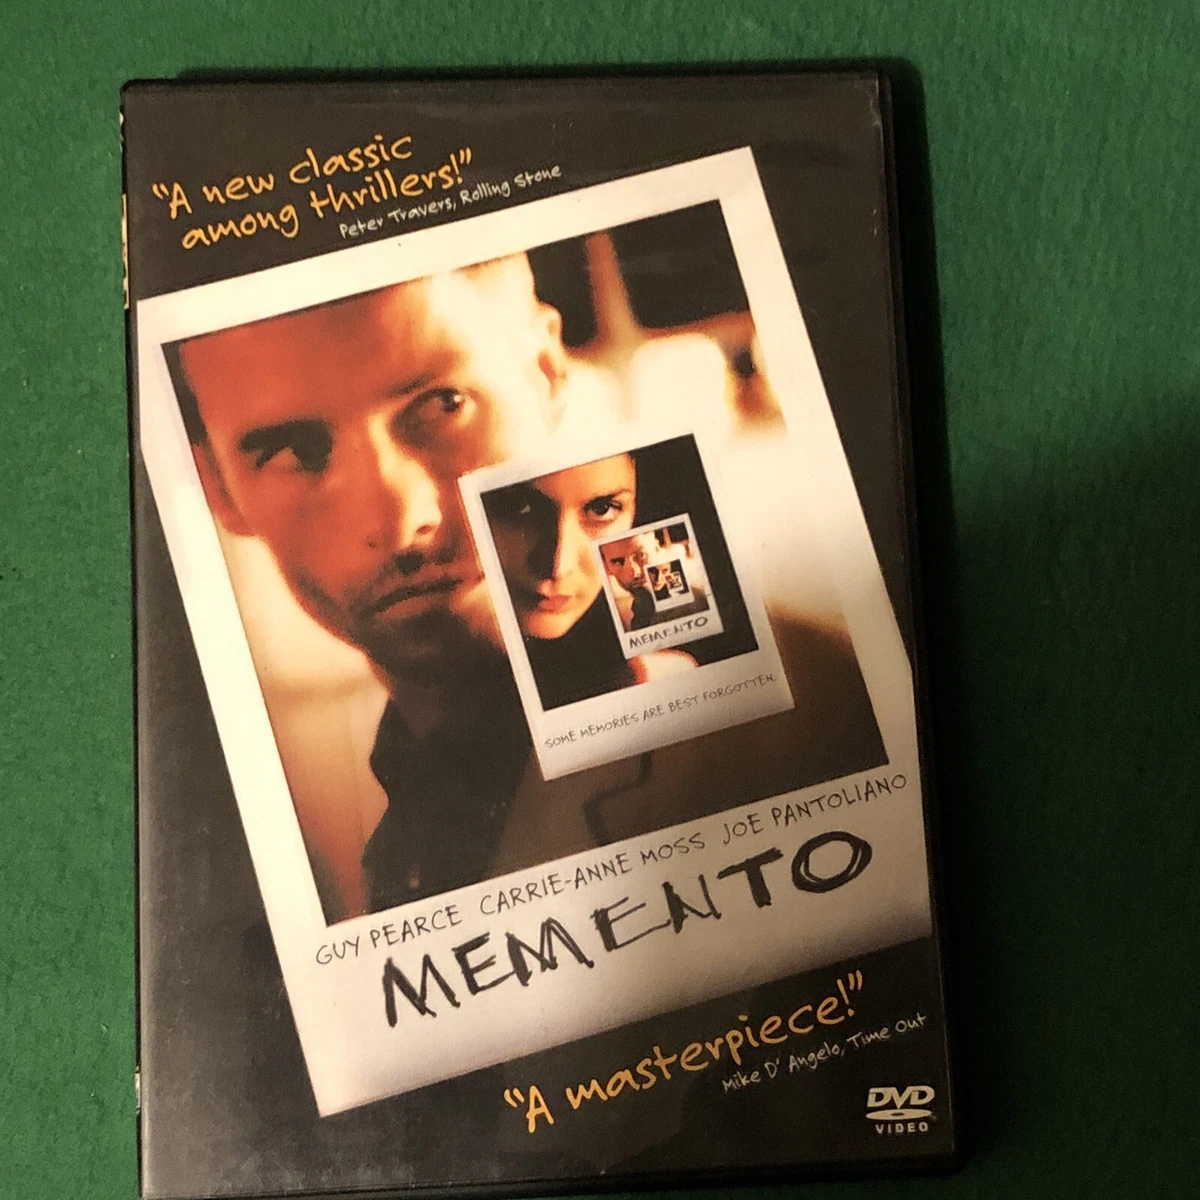 "A new classic
among thrillers!"
Peter Travers, Rolling Stone
MEMENTO
SOME MEMORIES ARE BEST FORGOTTEN.
GUY PEARCE CARRIE-ANNE MOSS JOE PANTOLIANO
MEMENTO
"A masterpiece!"
Mike D' Angelo, Time Out
DVD
VIDEO